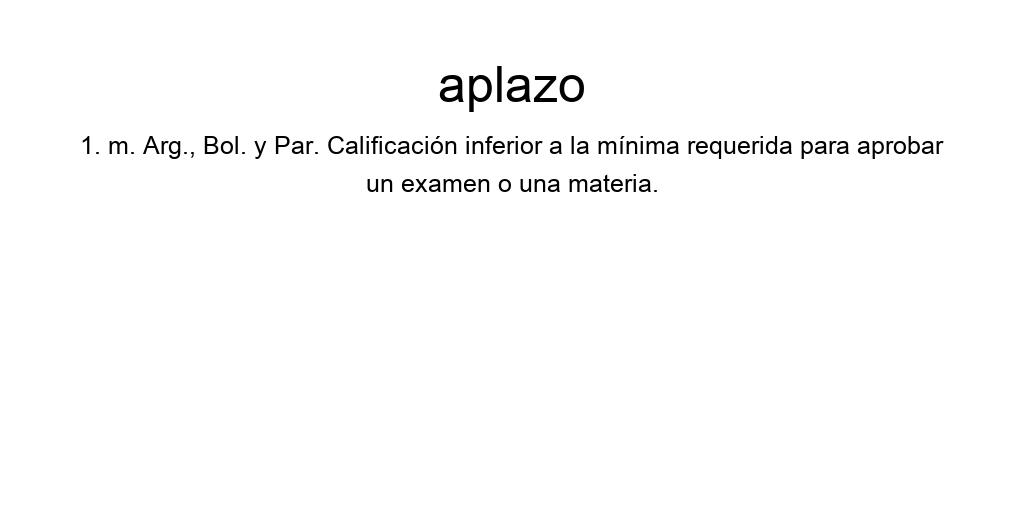 aplazo
1. m. Arg., Bol. y Par. Calificación inferior a la mínima requerida para aprobar
un examen o una materia.